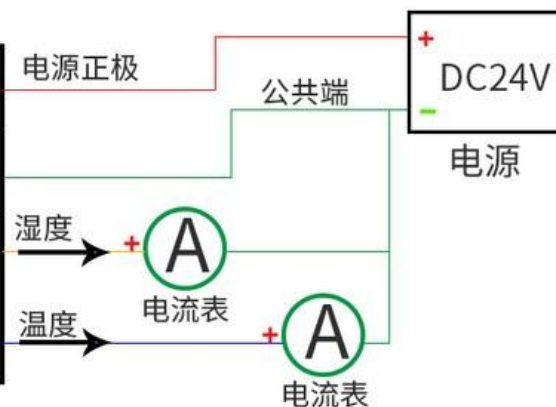 电源正极
+
DC24V
公共端
-
电源
湿度
+
A
电流表
温度
+
A
电流表